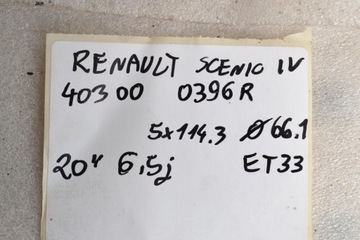 RENAULT SCENIC IV
40300 0396R
5x114.3 Ø66.1
20" 6,5j ET33